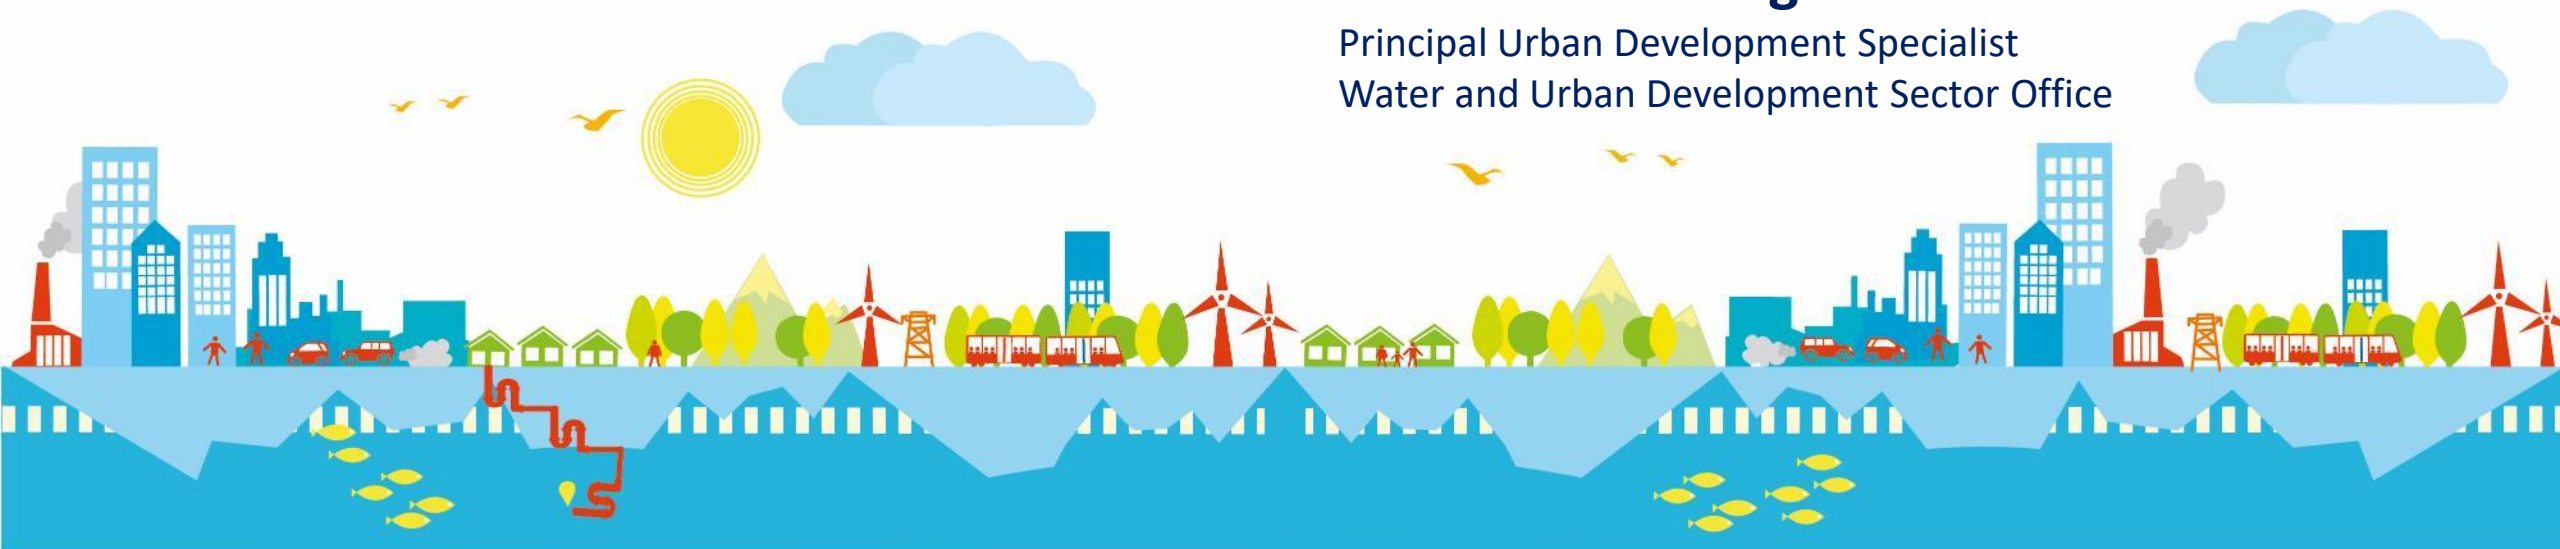 Principal Urban Development Specialist
Water and Urban Development Sector Office